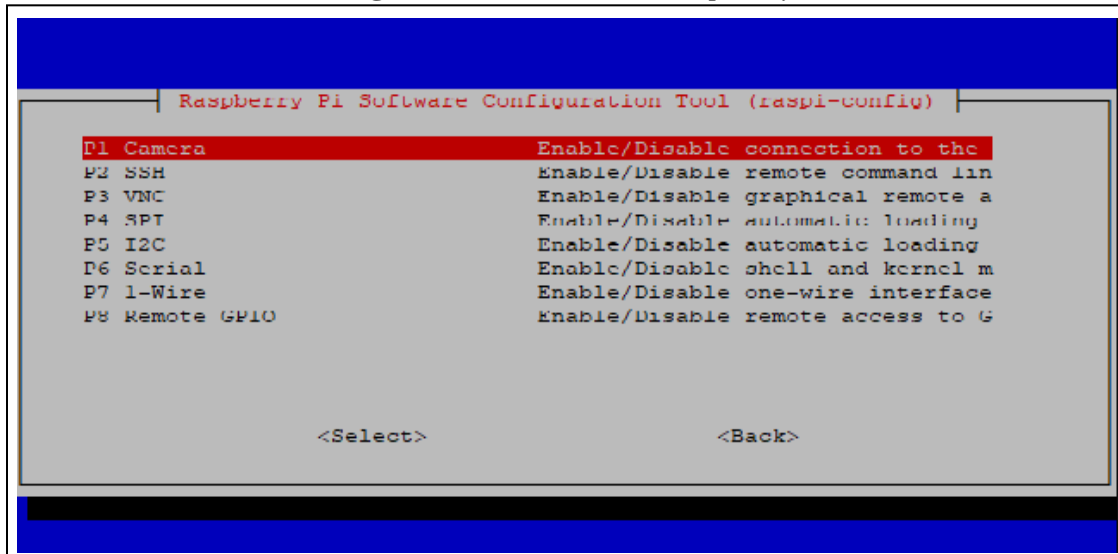 Raspberry Pi Software Configuration Tool (raspi-config)
P1 Camera Enable/Disable connection to the
P2 SSH Enable/Disable remote command lin
P3 VNC Enable/Disable graphical remote a
P4 SPI Enable/Disable automatic loading
P5 I2C Enable/Disable automatic loading
P6 Serial Enable/Disable shell and kernel m
P7 1-Wire Enable/Disable one-wire interface
P8 Remote GPIO Enable/Disable remote access to G
<Select> <Back>